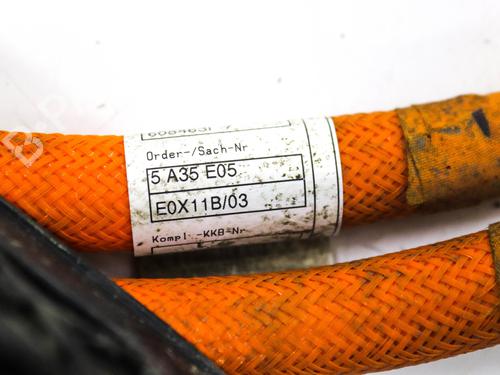 Order-/Sach-Nr
5 A35 E05
E0X11B/03
Kompl.-KKB-Nr